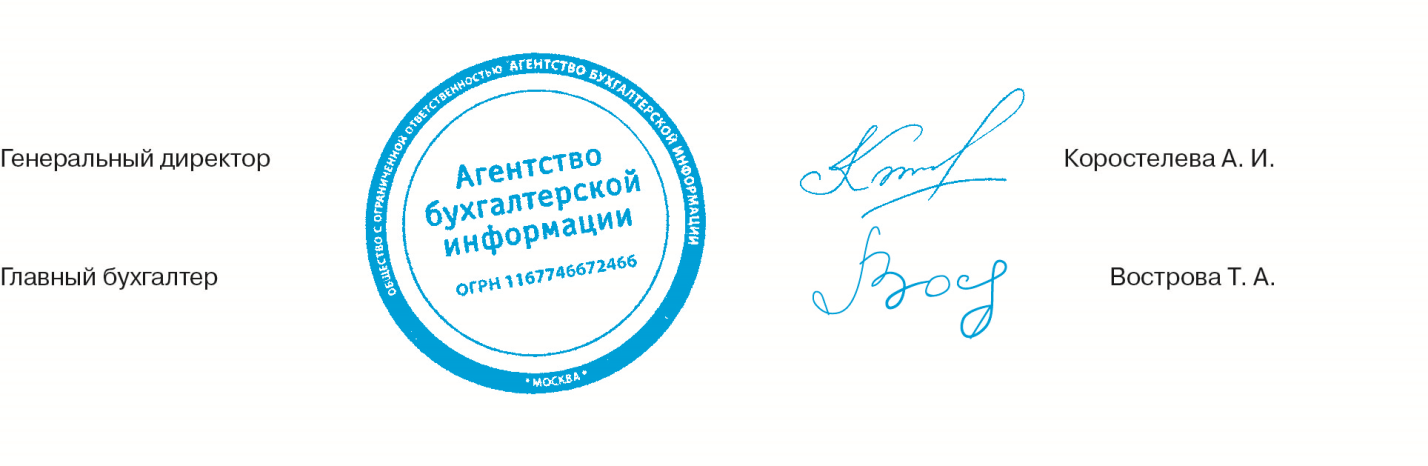 ОБЩЕСТВО С ОГРАНИЧЕННОЙ ОТВЕТСТВЕННОСТЬЮ "АГЕНТСТВО БУХГАЛТЕРСКОЙ ИНФОРМАЦИИ
Генеральный директор
Агентство
бухгалтерской
информации
ОГРН 1167746672466
* МОСКВА *
Коростелева А. И.
Главный бухгалтер
Вострова Т. А.